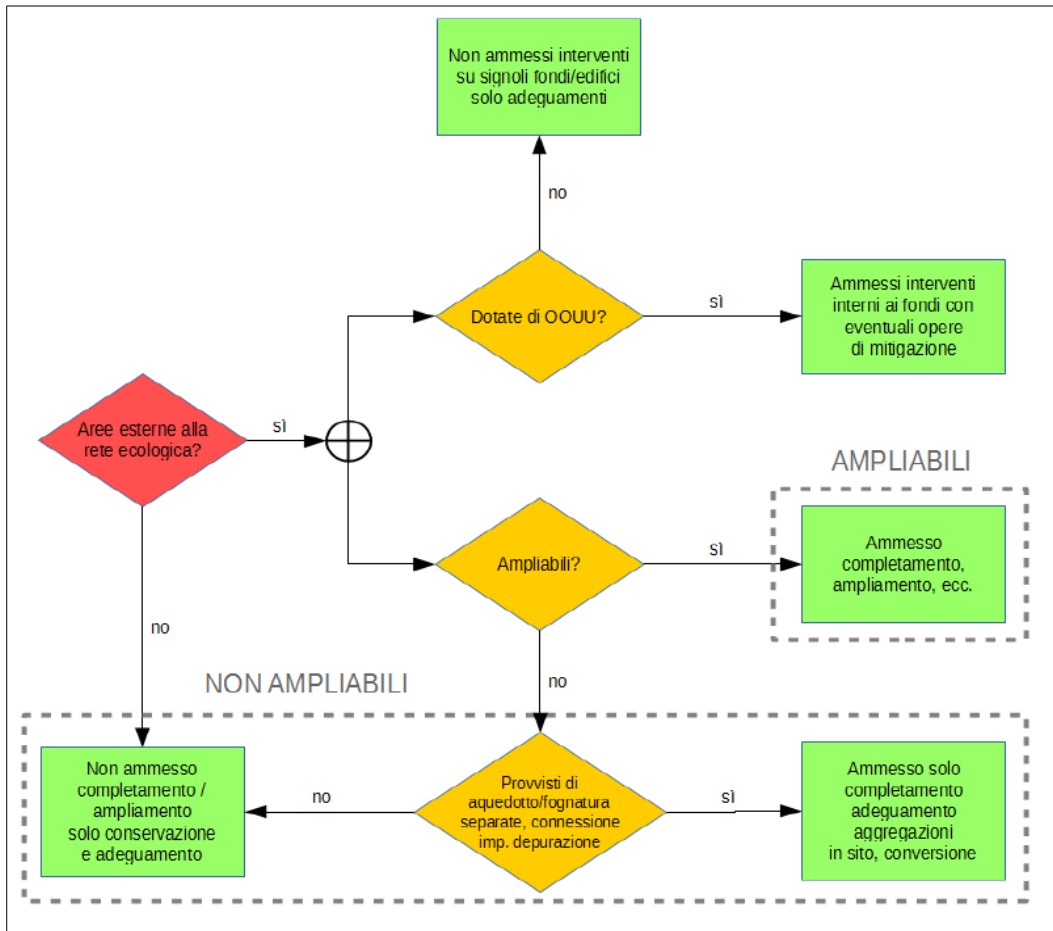 Non ammessi interventi
su signoli fondi/edifici
solo adeguamenti
no
Dotate di OOUU?
sì
Ammessi interventi
interni ai fondi con
eventuali opere
di mitigazione
Aree esterne alla
rete ecologica?
sì
AMPLIABILI
Ampliabili?
sì
Ammesso
completamento,
ampliamento, ecc.
no
no
NON AMPLIABILI
Non ammesso
completamento /
ampliamento
solo conservazione
e adeguamento
no
Provvisti di
aquedotto/fognatura
separate, connessione
imp. depurazione
sì
Ammesso solo
completamento
adeguamento
aggregazioni
in sito, conversione